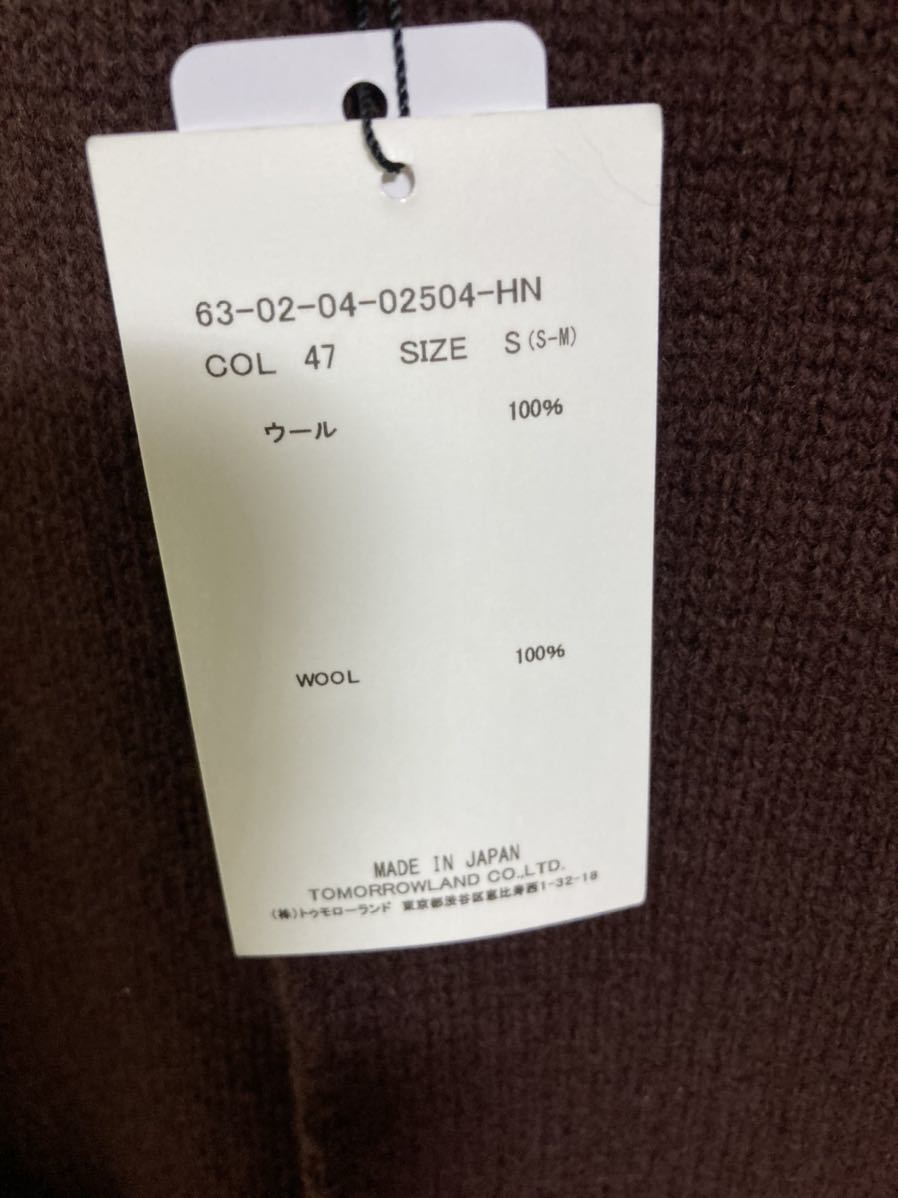 63-02-04-02504-HN
COL 47 SIZE S(S-M)
ウール 100%
WOOL 100%
MADE IN JAPAN
TOMORROWLAND CO.,LTD.
(株)トゥモローランド 東京都渋谷区恵比寿西1-32-18